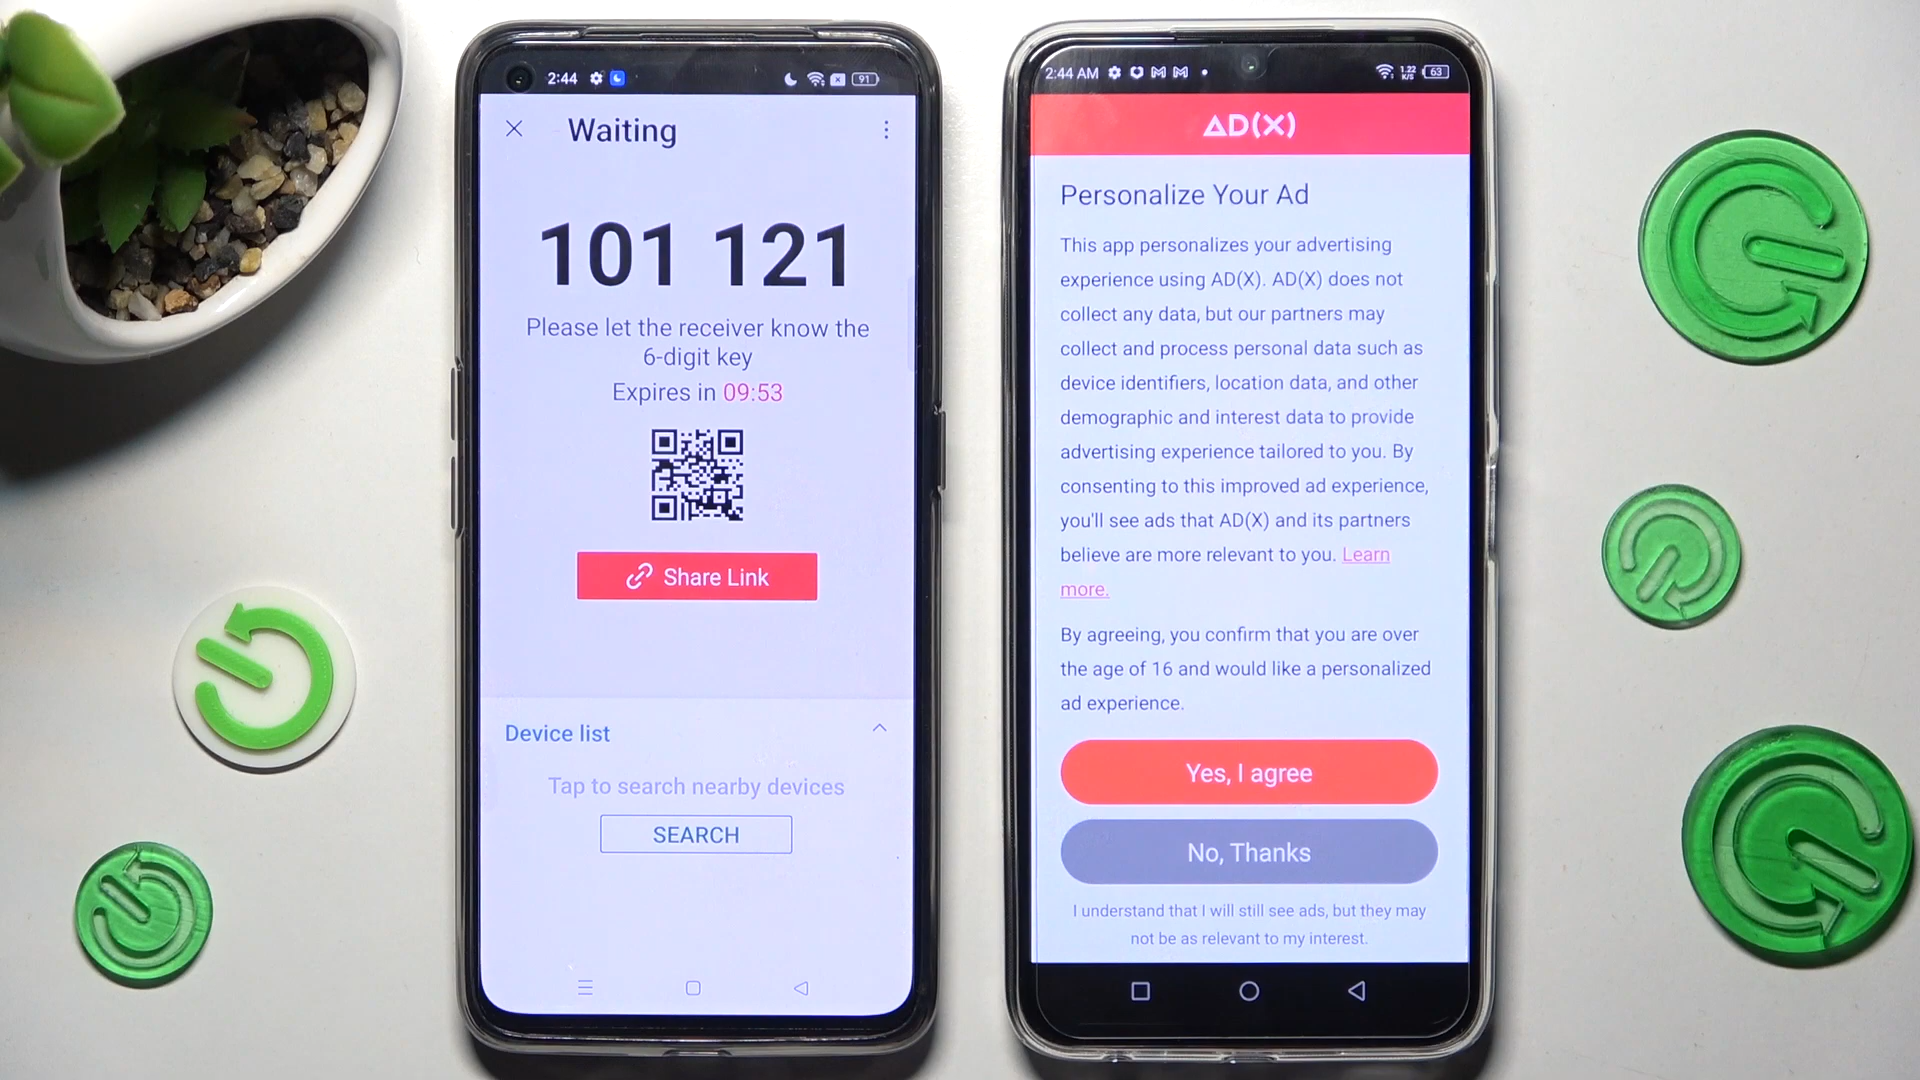 2:44
91
Waiting
101 121
Please let the receiver know the
6-digit key
Expires in 09:53
Share Link
Device list
Tap to search nearby devices
SEARCH
2:44 AM
1.22
K/S
63
AD(X)
Personalize Your Ad
This app personalizes your advertising
experience using AD(X). AD(X) does not
collect any data, but our partners may
collect and process personal data such as
device identifiers, location data, and other
demographic and interest data to provide
advertising experience tailored to you. By
consenting to this improved ad experience,
you'll see ads that AD(X) and its partners
believe are more relevant to you. Learn
more.
By agreeing, you confirm that you are over
the age of 16 and would like a personalized
ad experience.
Yes, I agree
No, Thanks
I understand that I will still see ads, but they may
not be as relevant to my interest.